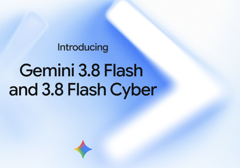 Introducing
Gemini 3.8 Flash
and 3.8 Flash Cyber